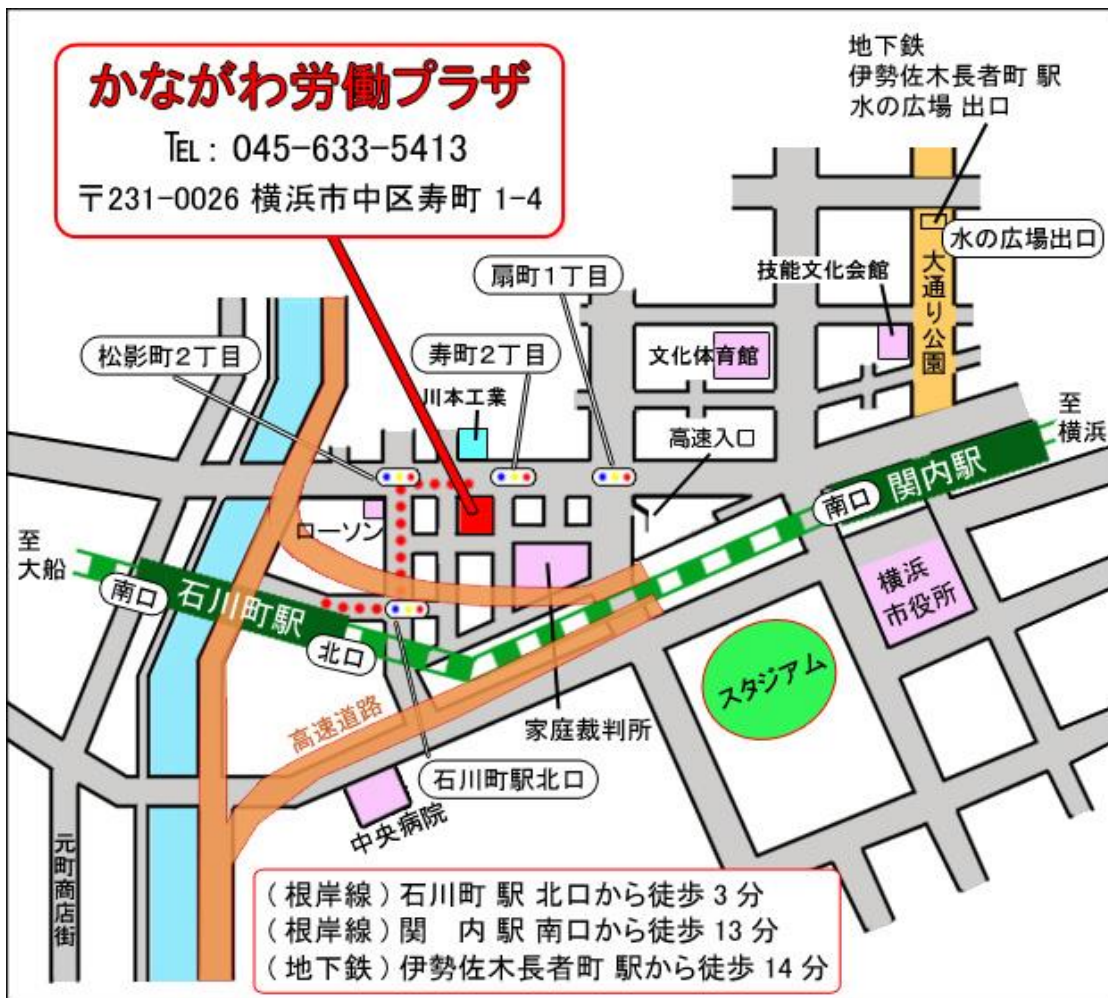 かながわ労働プラザ
TEL : 045-633-5413
〒231-0026 横浜市中区寿町 1-4
地下鉄
伊勢佐木長者町 駅
水の広場 出口
水の広場出口
大通り公園
技能文化会館
扇町1丁目
文化体育館
松影町2丁目
寿町2丁目
川本工業
高速入口
至
横浜
関内駅
南口
ローソン
至
大船
南口
石川町駅
北口
横浜
市役所
スタジアム
高速道路
家庭裁判所
石川町駅北口
中央病院
元町商店街
(根岸線) 石川町 駅 北口から徒歩 3 分
(根岸線) 関 内 駅 南口から徒歩 13 分
(地下鉄) 伊勢佐木長者町 駅から徒歩 14 分